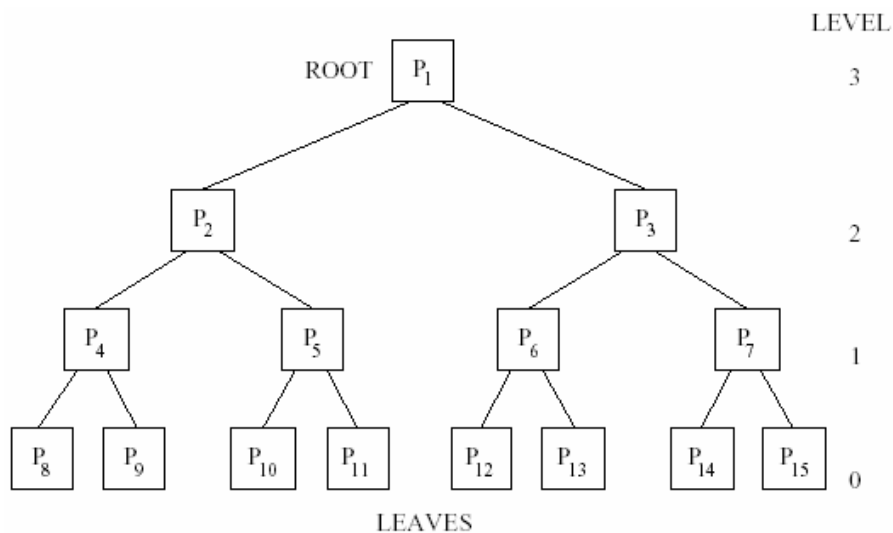 LEVEL
ROOT P1 3
P2 P3 2
P4 P5 P6 P7 1
P8 P9 P10 P11 P12 P13 P14 P15 0
LEAVES